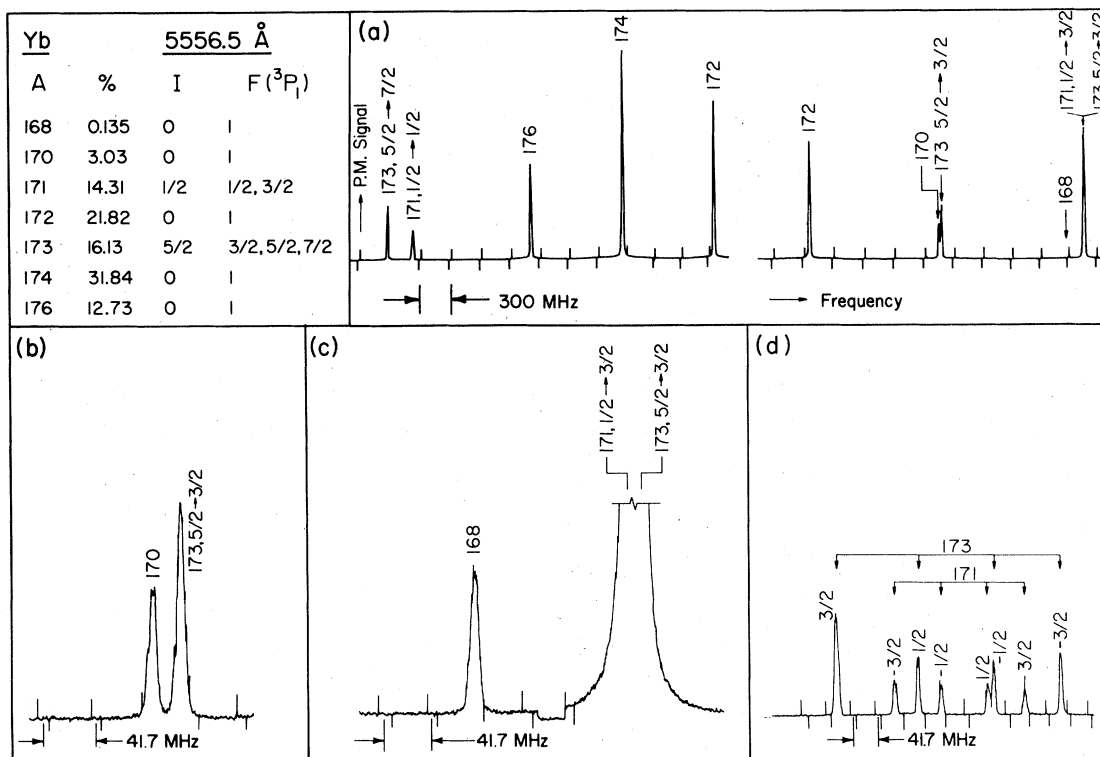 Yb 5556.5 Å
A % I F(³P₁)
168 0.135 0 1
170 3.03 0 1
171 14.31 1/2 1/2, 3/2
172 21.82 0 1
173 16.13 5/2 3/2, 5/2, 7/2
174 31.84 0 1
176 12.73 0 1
(a)
→ P.M. Signal
173, 5/2 → 7/2
171, 1/2 → 1/2
176
174
172
172
170
173 5/2 → 3/2
168
171, 1/2 → 3/2
173, 5/2 → 3/2
300 MHz
→ Frequency
(b)
170
173, 5/2 → 3/2
41.7 MHz
(c)
168
171, 1/2 → 3/2
173, 5/2 → 3/2
41.7 MHz
(d)
173
171
3/2
-3/2
1/2
-1/2
1/2
-1/2
3/2
-3/2
41.7 MHz